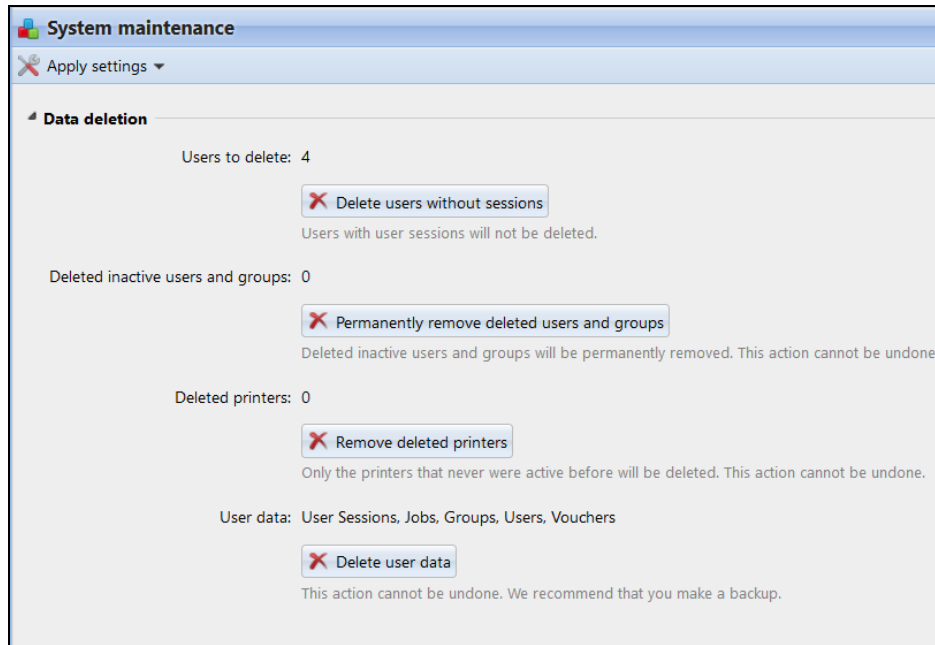 System maintenance
Apply settings
Data deletion
Users to delete: 4
Delete users without sessions
Users with user sessions will not be deleted.
Deleted inactive users and groups: 0
Permanently remove deleted users and groups
Deleted inactive users and groups will be permanently removed. This action cannot be undone
Deleted printers: 0
Remove deleted printers
Only the printers that never were active before will be deleted. This action cannot be undone.
User data: User Sessions, Jobs, Groups, Users, Vouchers
Delete user data
This action cannot be undone. We recommend that you make a backup.